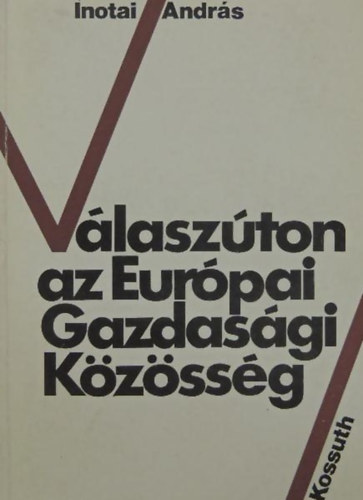 Inotai András
Válaszúton
az Európai
Gazdasági
Közösség
Kossuth